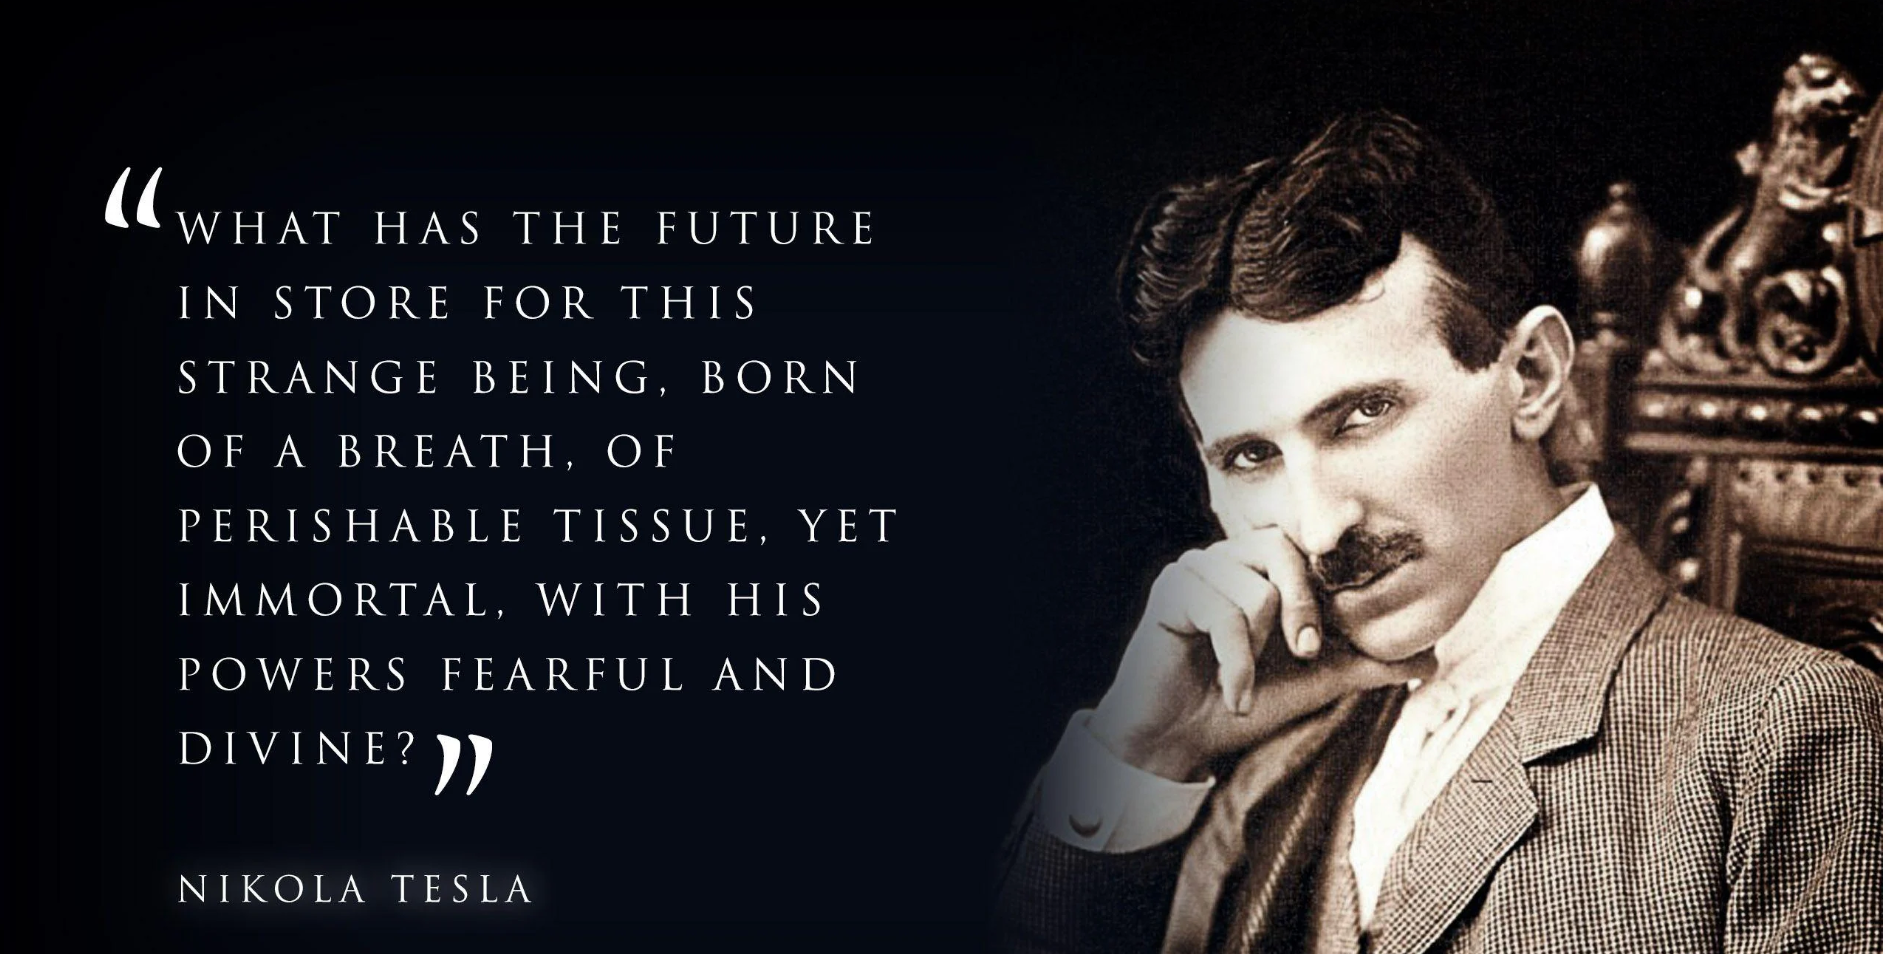 “WHAT HAS THE FUTURE
IN STORE FOR THIS
STRANGE BEING, BORN
OF A BREATH, OF
PERISHABLE TISSUE, YET
IMMORTAL, WITH HIS
POWERS FEARFUL AND
DIVINE?”
NIKOLA TESLA